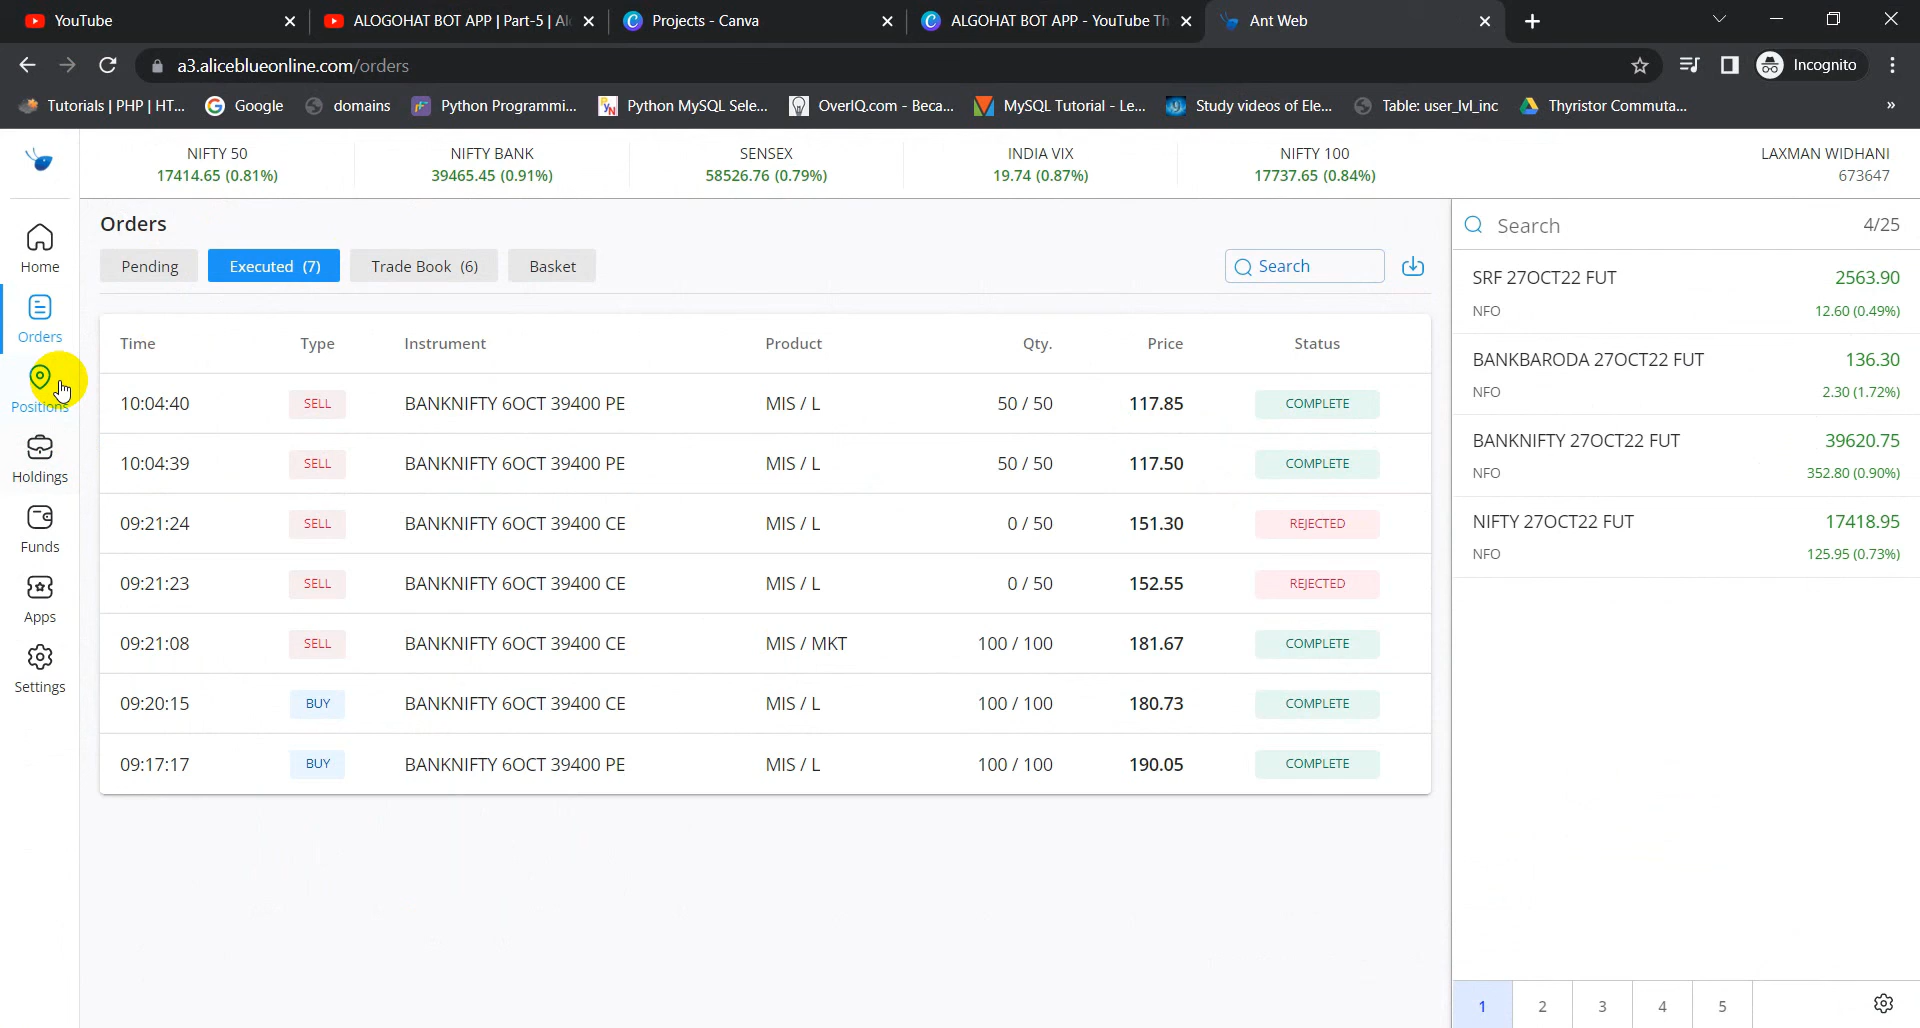 YouTube
ALOGOHAT BOT APP | Part-5 | Al
Projects - Canva
ALGOHAT BOT APP - YouTube Th
Ant Web
a3.aliceblueonline.com/orders
Incognito
Tutorials | PHP | HT...
Google
domains
Python Programmi...
Python MySQL Sele...
OverIQ.com - Beca...
MySQL Tutorial - Le...
Study videos of Ele...
Table: user_lvl_inc
Thyristor Commuta...
»
NIFTY 50
17414.65 (0.81%)
NIFTY BANK
39465.45 (0.91%)
SENSEX
58526.76 (0.79%)
INDIA VIX
19.74 (0.87%)
NIFTY 100
17737.65 (0.84%)
LAXMAN WIDHANI
673647
Home
Orders
Positions
Holdings
Funds
Apps
Settings
Orders
Pending
Executed (7)
Trade Book (6)
Basket
Search
Time Type Instrument Product Qty. Price Status
10:04:40 SELL BANKNIFTY 6OCT 39400 PE MIS / L 50 / 50 117.85 COMPLETE
10:04:39 SELL BANKNIFTY 6OCT 39400 PE MIS / L 50 / 50 117.50 COMPLETE
09:21:24 SELL BANKNIFTY 6OCT 39400 CE MIS / L 0 / 50 151.30 REJECTED
09:21:23 SELL BANKNIFTY 6OCT 39400 CE MIS / L 0 / 50 152.55 REJECTED
09:21:08 SELL BANKNIFTY 6OCT 39400 CE MIS / MKT 100 / 100 181.67 COMPLETE
09:20:15 BUY BANKNIFTY 6OCT 39400 CE MIS / L 100 / 100 180.73 COMPLETE
09:17:17 BUY BANKNIFTY 6OCT 39400 PE MIS / L 100 / 100 190.05 COMPLETE
Search 4/25
SRF 27OCT22 FUT 2563.90
NFO 12.60 (0.49%)
BANKBARODA 27OCT22 FUT 136.30
NFO 2.30 (1.72%)
BANKNIFTY 27OCT22 FUT 39620.75
NFO 352.80 (0.90%)
NIFTY 27OCT22 FUT 17418.95
NFO 125.95 (0.73%)
1 2 3 4 5